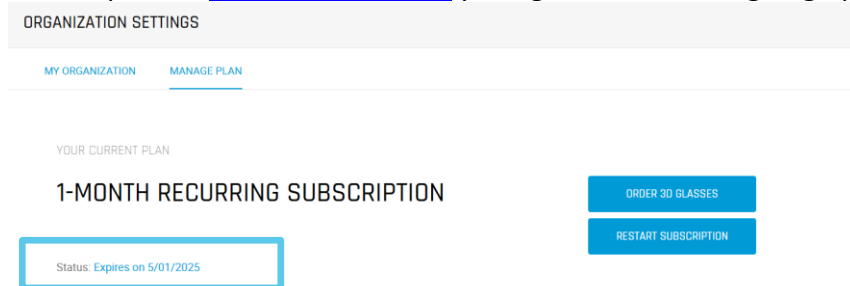 ORGANIZATION SETTINGS
MY ORGANIZATION MANAGE PLAN
YOUR CURRENT PLAN
1-MONTH RECURRING SUBSCRIPTION
ORDER 3D GLASSES
RESTART SUBSCRIPTION
Status: Expires on 5/01/2025